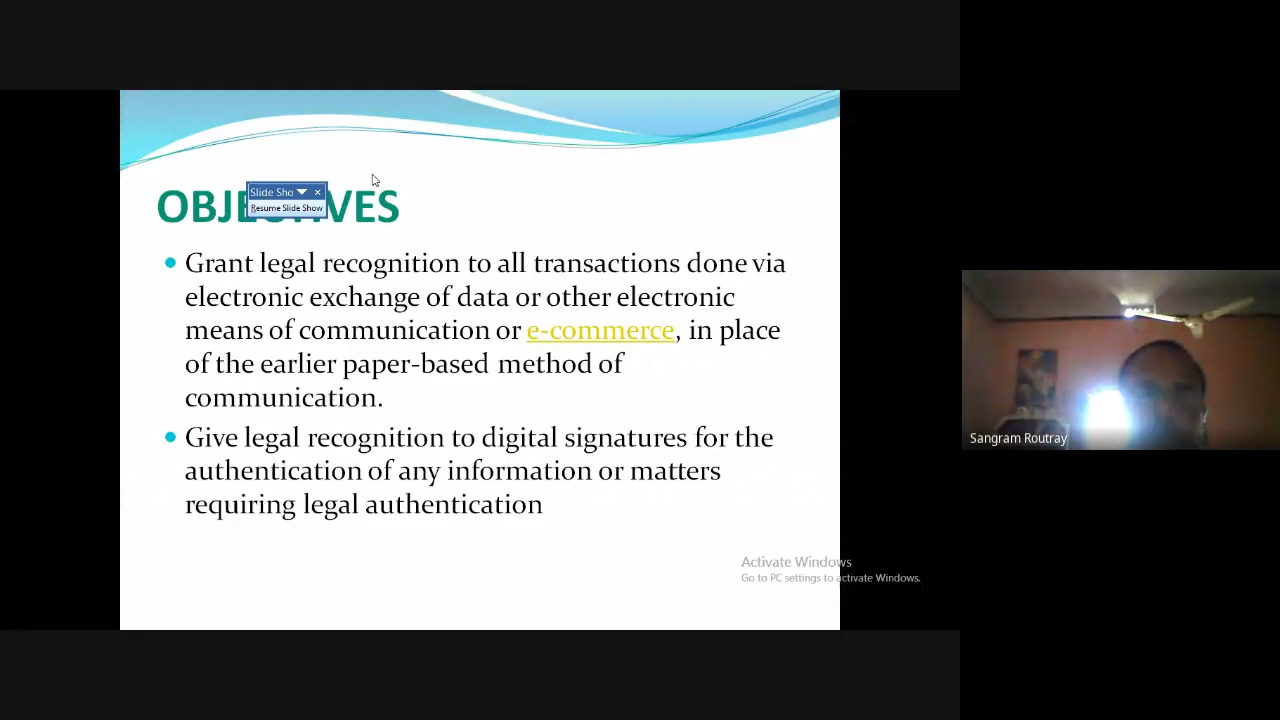 Slide Sho
Resume Slide Show
OBJECTIVES
Grant legal recognition to all transactions done via
electronic exchange of data or other electronic
means of communication or e-commerce, in place
of the earlier paper-based method of
communication.
Give legal recognition to digital signatures for the
authentication of any information or matters
requiring legal authentication
Sangram Routray
Activate Windows
Go to PC settings to activate Windows.